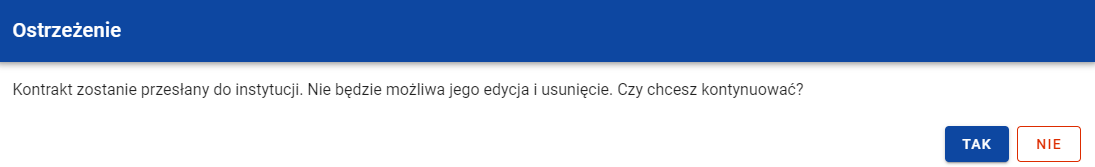 Ostrzeżenie
Kontrakt zostanie przesłany do instytucji. Nie będzie możliwa jego edycja i usunięcie. Czy chcesz kontynuować?
TAK NIE